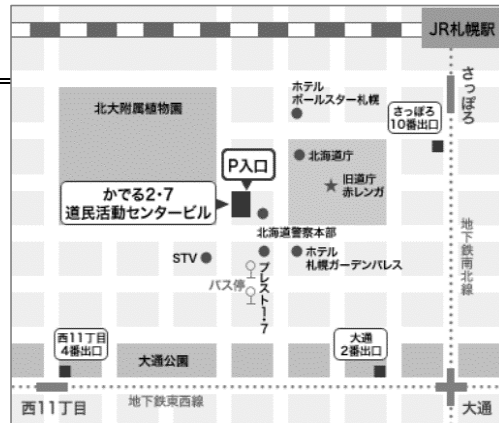 JR札幌駅
さっぽろ
ホテル
ポールスター札幌
さっぽろ
10番出口
北大附属植物園
P入口
北海道庁
旧道庁
赤レンガ
かでる2・7
道民活動センタービル
北海道警察本部
地下鉄南北線
STV
ホテル
札幌ガーデンパレス
プレスト1・7
バス停
西11丁目
4番出口
大通公園
大通
2番出口
西11丁目
地下鉄東西線
大通